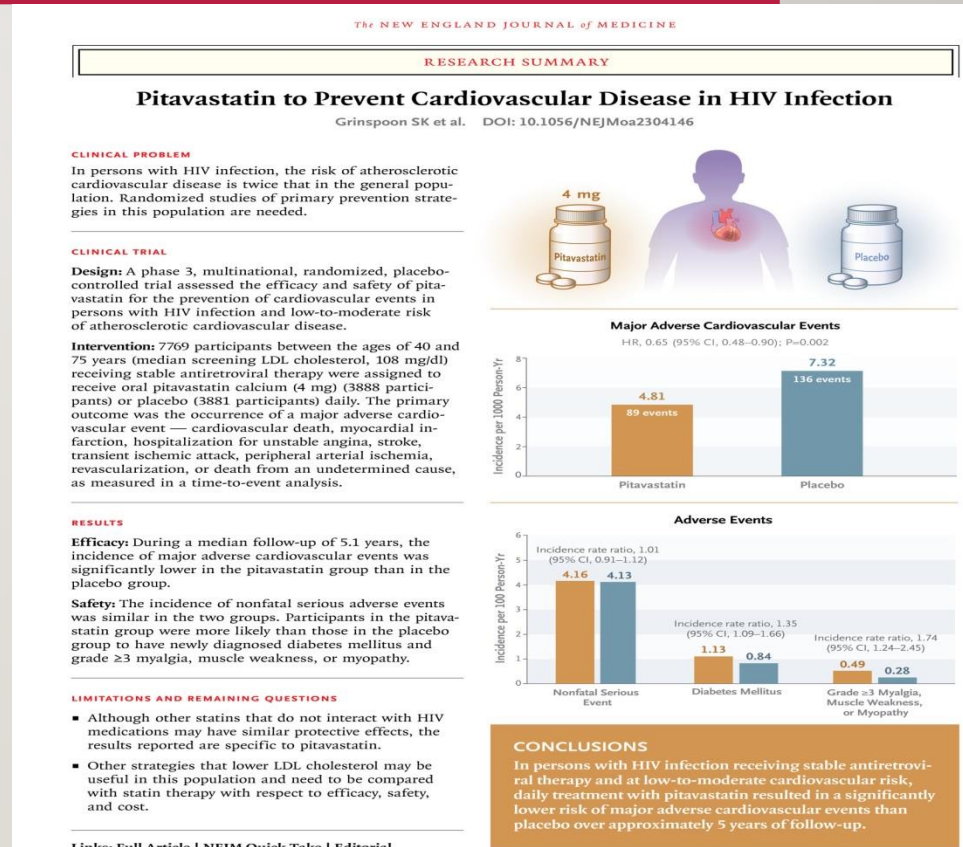 The NEW ENGLAND JOURNAL of MEDICINE
RESEARCH SUMMARY
Pitavastatin to Prevent Cardiovascular Disease in HIV Infection
Grinspoon SK et al. DOI: 10.1056/NEJMoa2304146
CLINICAL PROBLEM
In persons with HIV infection, the risk of atherosclerotic
cardiovascular disease is twice that in the general popu-
lation. Randomized studies of primary prevention strate-
gies in this population are needed.
CLINICAL TRIAL
Design: A phase 3, multinational, randomized, placebo-
controlled trial assessed the efficacy and safety of pita-
vastatin for the prevention of cardiovascular events in
persons with HIV infection and low-to-moderate risk
of atherosclerotic cardiovascular disease.
Intervention: 7769 participants between the ages of 40 and
75 years (median screening LDL cholesterol, 108 mg/dl)
receiving stable antiretroviral therapy were assigned to
receive oral pitavastatin calcium (4 mg) (3888 partici-
pants) or placebo (3881 participants) daily. The primary
outcome was the occurrence of a major adverse cardio-
vascular event — cardiovascular death, myocardial in-
farction, hospitalization for unstable angina, stroke,
transient ischemic attack, peripheral arterial ischemia,
revascularization, or death from an undetermined cause,
as measured in a time-to-event analysis.
RESULTS
Efficacy: During a median follow-up of 5.1 years, the
incidence of major adverse cardiovascular events was
significantly lower in the pitavastatin group than in the
placebo group.
Safety: The incidence of nonfatal serious adverse events
was similar in the two groups. Participants in the pitava-
statin group were more likely than those in the placebo
group to have newly diagnosed diabetes mellitus and
grade ≥3 myalgia, muscle weakness, or myopathy.
LIMITATIONS AND REMAINING QUESTIONS
▪ Although other statins that do not interact with HIV
medications may have similar protective effects, the
results reported are specific to pitavastatin.
▪ Other strategies that lower LDL cholesterol may be
useful in this population and need to be compared
with statin therapy with respect to efficacy, safety,
and cost.
Links: Full Article | NEJM Quick Take | Editorial
4 mg
Pitavastatin
Placebo
Major Adverse Cardiovascular Events
HR, 0.65 (95% CI, 0.48–0.90); P=0.002
Incidence per 1000 Person-Yr
8
6
4
2
0
4.81
89 events
7.32
136 events
Pitavastatin
Placebo
Adverse Events
Incidence per 100 Person-Yr
6
5
4
3
2
1
0
Incidence rate ratio, 1.01
(95% CI, 0.91–1.12)
4.16 4.13
Incidence rate ratio, 1.35
(95% CI, 1.09–1.66)
1.13 0.84
Incidence rate ratio, 1.74
(95% CI, 1.24–2.45)
0.49 0.28
Nonfatal Serious
Event
Diabetes Mellitus
Grade ≥3 Myalgia,
Muscle Weakness,
or Myopathy
CONCLUSIONS
In persons with HIV infection receiving stable antiretrovi-
ral therapy and at low-to-moderate cardiovascular risk,
daily treatment with pitavastatin resulted in a significantly
lower risk of major adverse cardiovascular events than
placebo over approximately 5 years of follow-up.